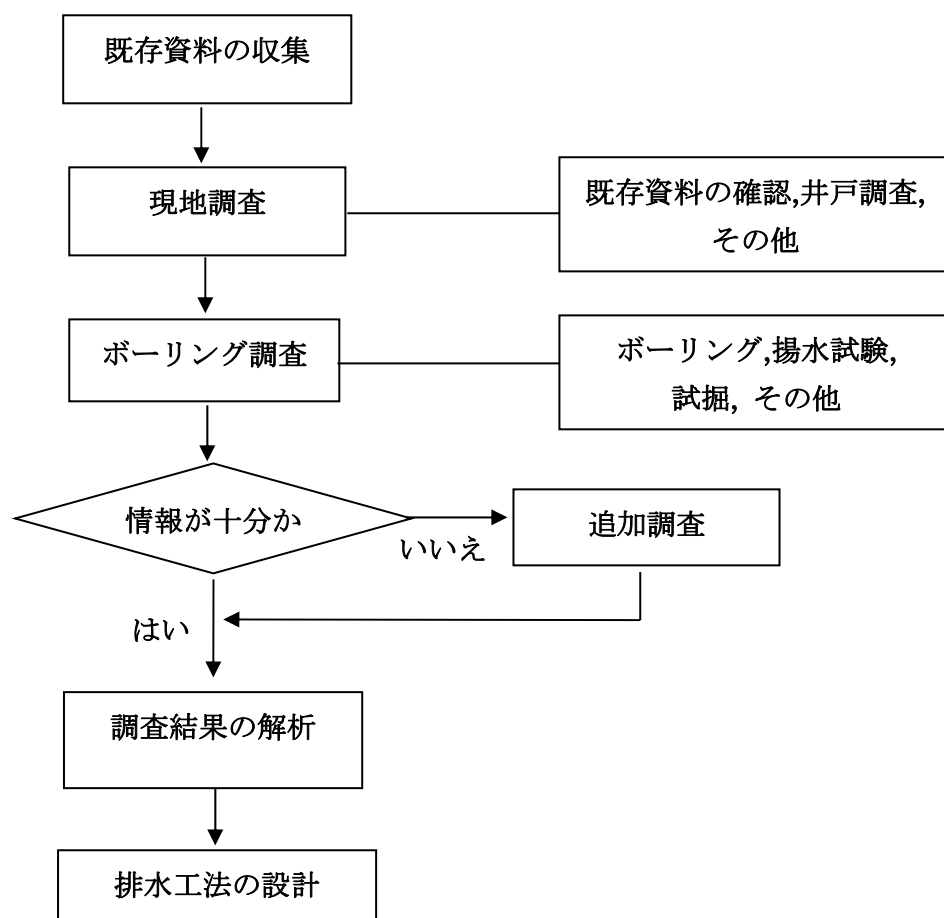 既存資料の収集
現地調査
既存資料の確認,井戸調査,
その他
ボーリング調査
ボーリング,揚水試験,
試掘, その他
情報が十分か
いいえ
追加調査
はい
調査結果の解析
排水工法の設計